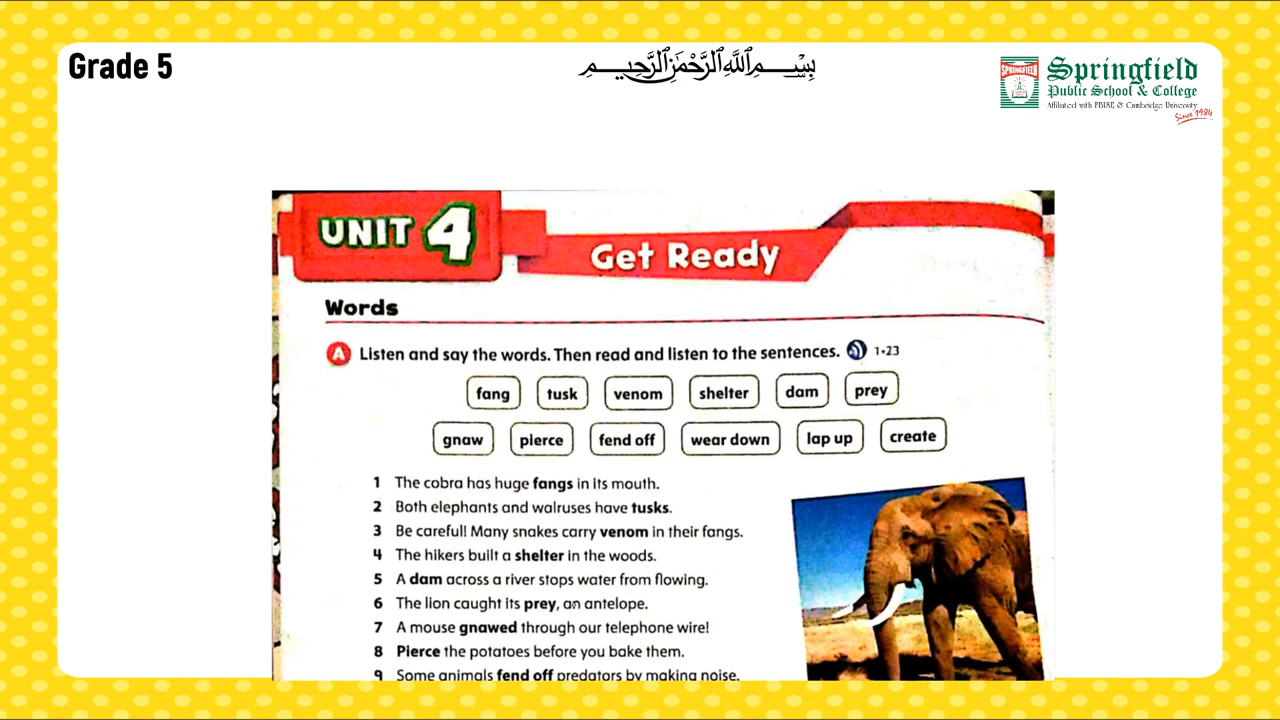 Grade 5
بِسْمِ اللَّهِ الرَّحْمَٰنِ الرَّحِيمِ
SPRINGFIELD
Springfield
Public School & College
Affiliated with FBISE & Cambridge University
Since 1984
UNIT 4
Get Ready
Words
A Listen and say the words. Then read and listen to the sentences. 1•23
fang tusk venom shelter dam prey
gnaw pierce fend off wear down lap up create
1 The cobra has huge fangs in its mouth.
2 Both elephants and walruses have tusks.
3 Be careful! Many snakes carry venom in their fangs.
4 The hikers built a shelter in the woods.
5 A dam across a river stops water from flowing.
6 The lion caught its prey, an antelope.
7 A mouse gnawed through our telephone wire!
8 Pierce the potatoes before you bake them.
9 Some animals fend off predators by making noise.